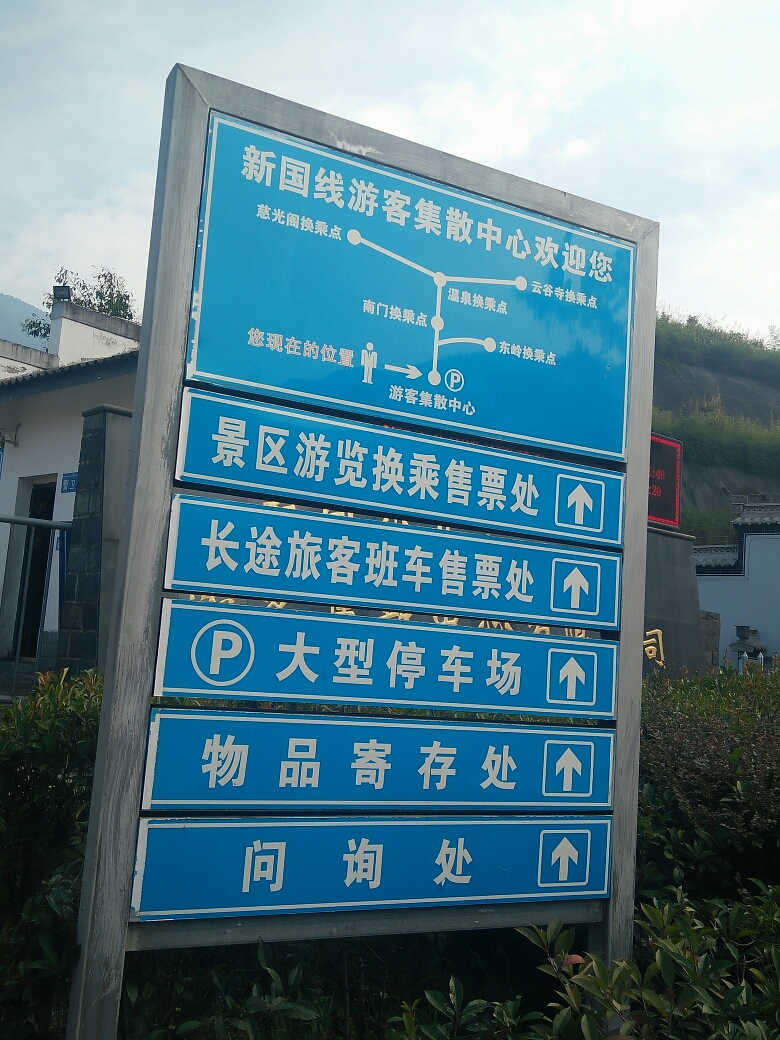 新国线游客集散中心欢迎您
慈光阁换乘点
云谷寺换乘点
温泉换乘点
南门换乘点
东岭换乘点
您现在的位置
P
游客集散中心
景区游览换乘售票处
长途旅客班车售票处
P 大型停车场
物品寄存处
问询处
司